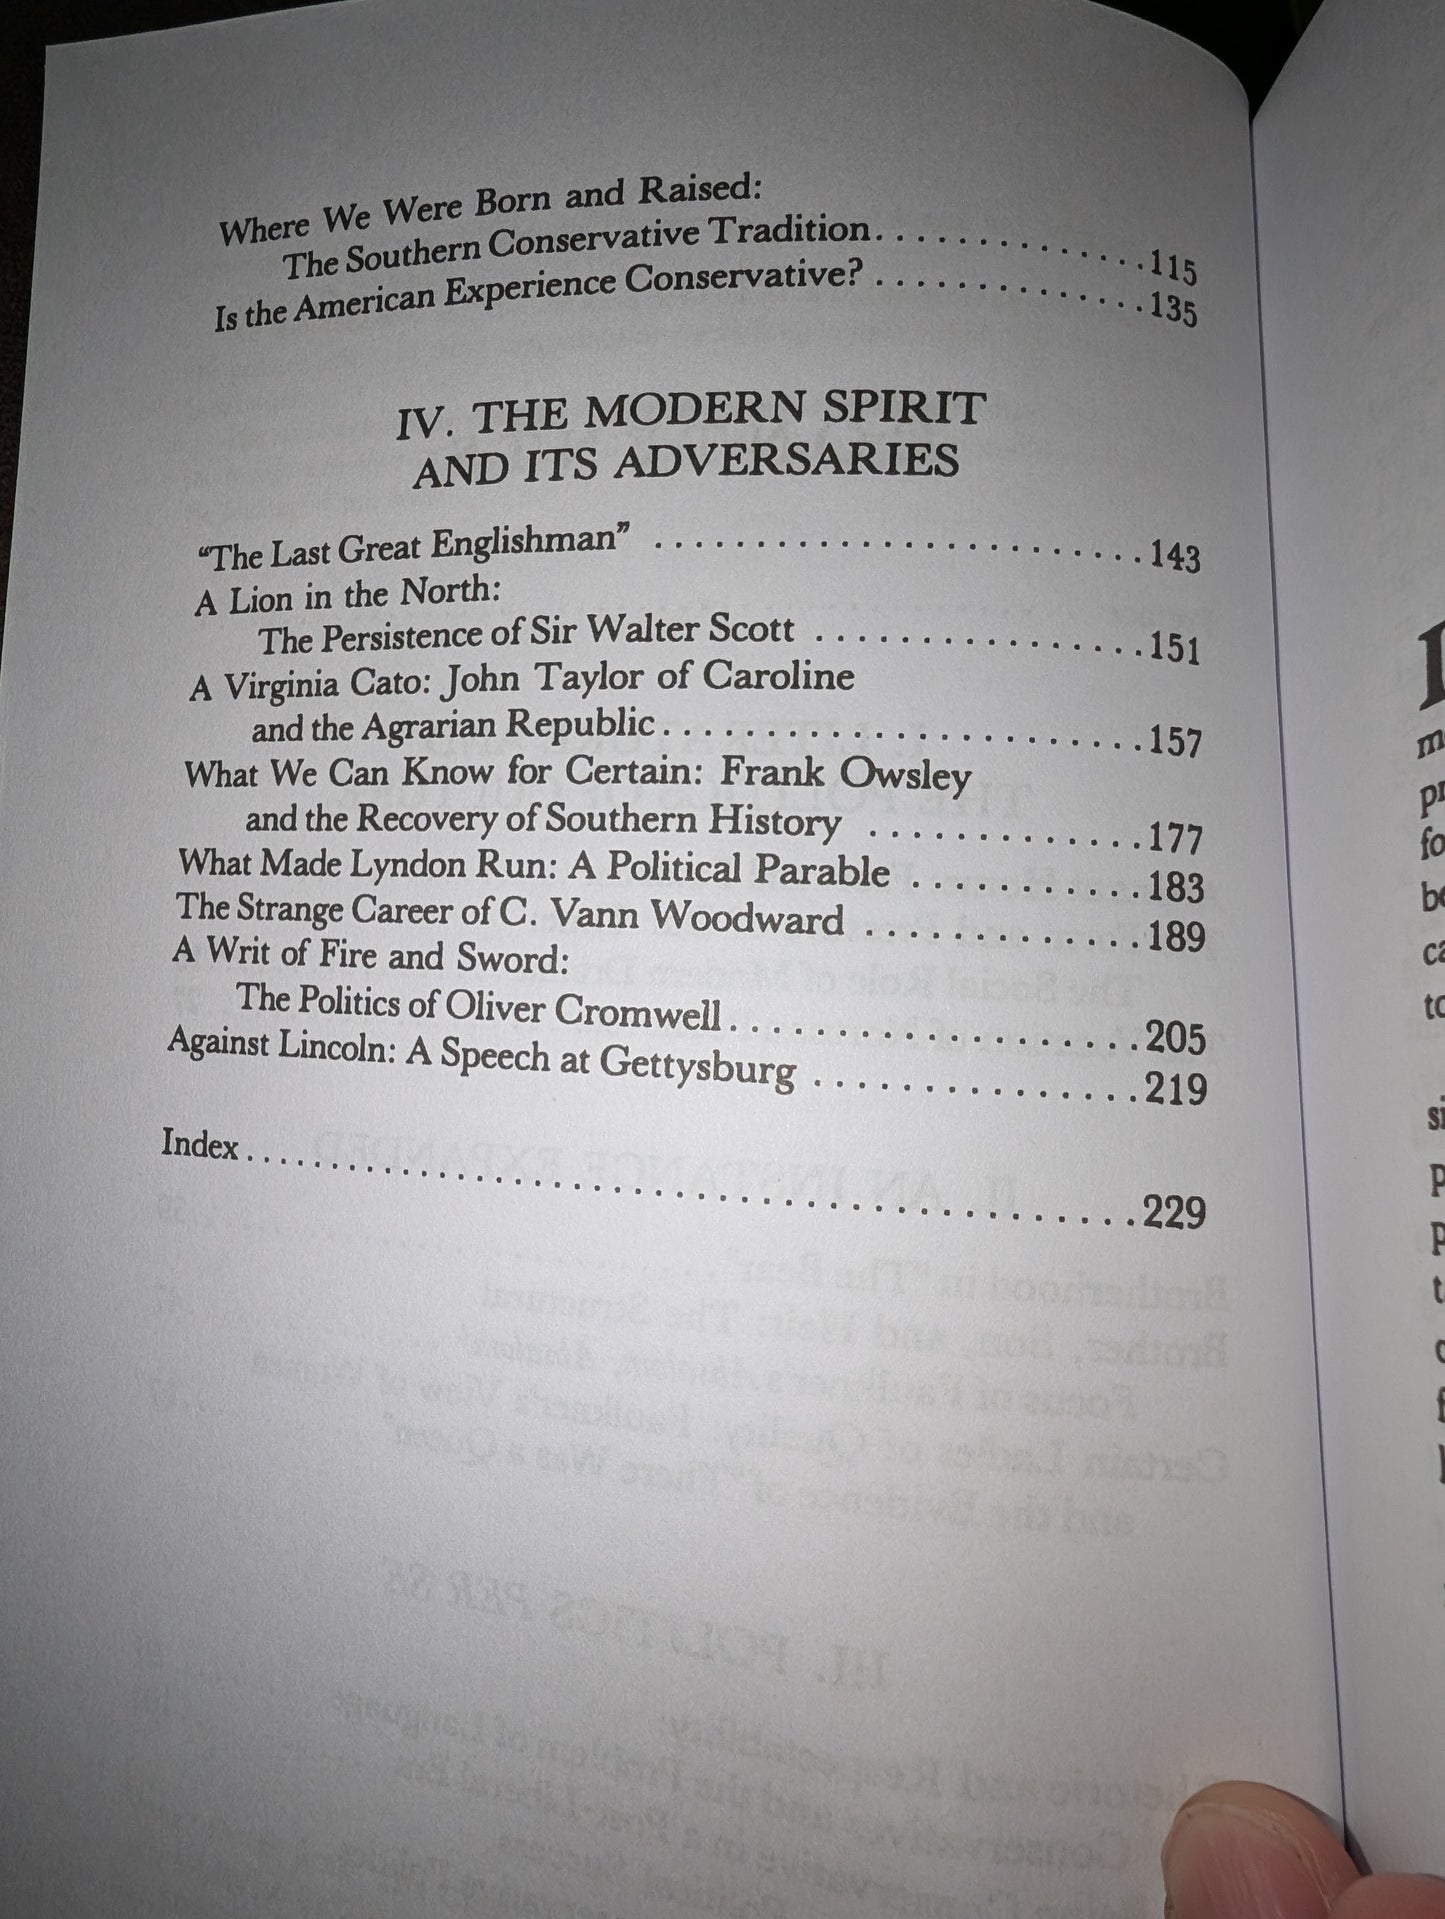 Where We Were Born and Raised:
The Southern Conservative Tradition. . . . . . . . . . . . . .115
Is the American Experience Conservative? . . . . . . . . . . . . . .135
IV. THE MODERN SPIRIT
AND ITS ADVERSARIES
“The Last Great Englishman” . . . . . . . . . . . . . . . . . . . . . . . .143
A Lion in the North:
The Persistence of Sir Walter Scott . . . . . . . . . . . . . . . .151
A Virginia Cato: John Taylor of Caroline
and the Agrarian Republic. . . . . . . . . . . . . . . . . . . . . . . .157
What We Can Know for Certain: Frank Owsley
and the Recovery of Southern History . . . . . . . . . . . . .177
What Made Lyndon Run: A Political Parable . . . . . . . . . . .183
The Strange Career of C. Vann Woodward . . . . . . . . . . . . .189
A Writ of Fire and Sword:
The Politics of Oliver Cromwell. . . . . . . . . . . . . . . . . . . .205
Against Lincoln: A Speech at Gettysburg . . . . . . . . . . . . . . .219
Index. . . . . . . . . . . . . . . . . . . . . . . . . . . . . . . . . . . . . .229